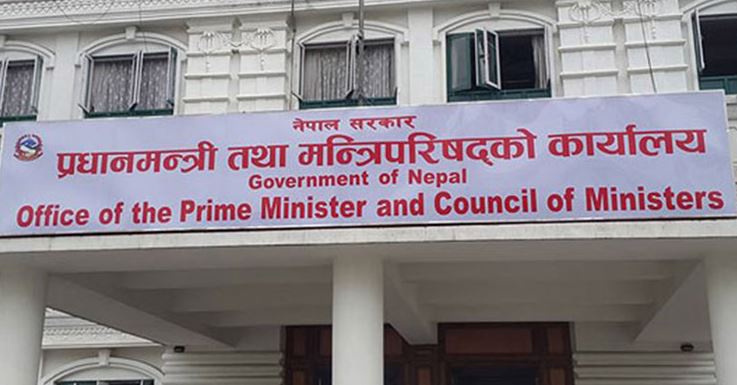 नेपाल सरकार
प्रधानमन्त्री तथा मन्त्रिपरिषद्को कार्यालय
Government of Nepal
Office of the Prime Minister and Council of Ministers